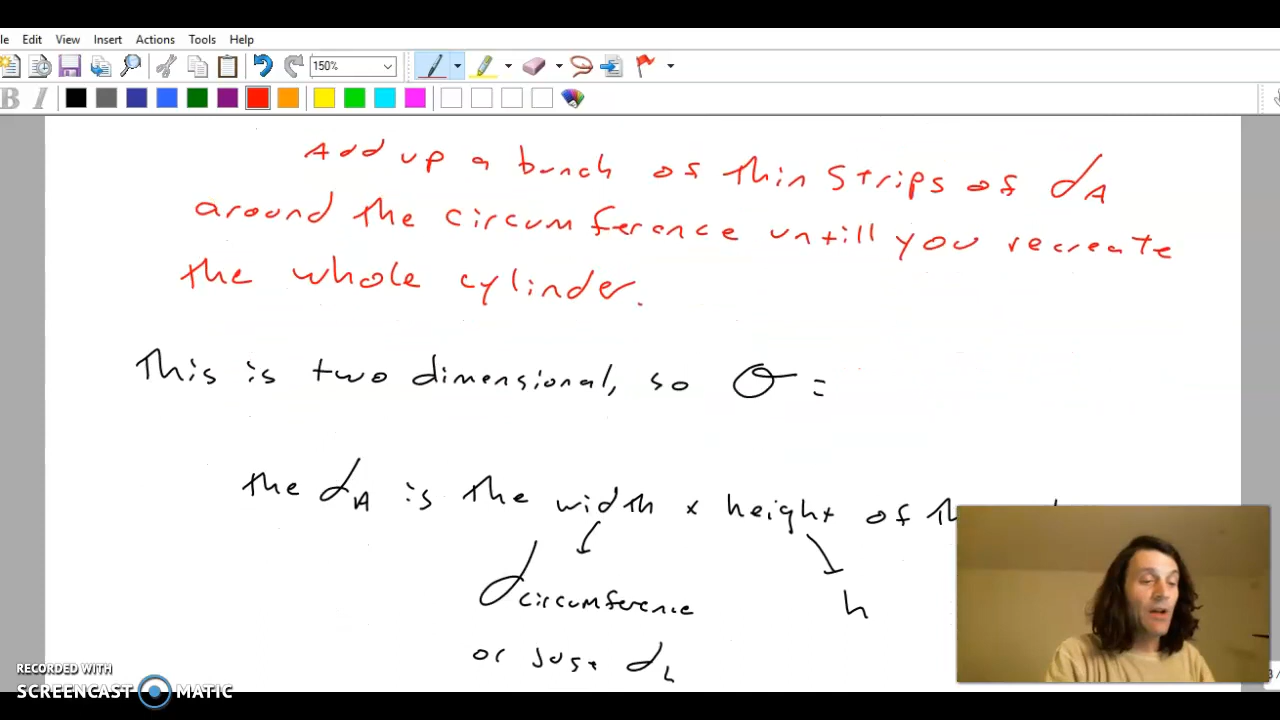 le Edit View Insert Actions Tools Help
150%
B I
Add up a bunch of thin strips of dA
around the circumference untill you recreate
the whole cylinder.
This is two dimensional, so σ =
the dA is the width x height of
dcircumference h
or just
RECORDED WITH
SCREENCAST MATIC